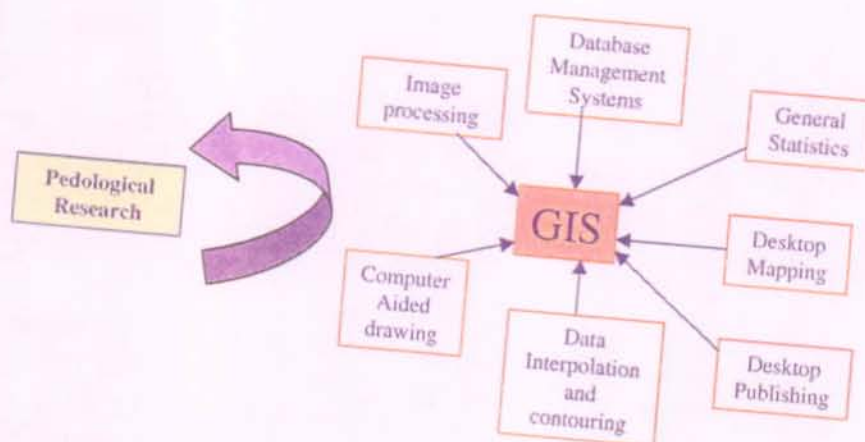 Database
Management
Systems
Image
processing
General
Statistics
Pedological
Research
GIS
Desktop
Mapping
Computer
Aided
drawing
Data
Interpolation
and
contouring
Desktop
Publishing